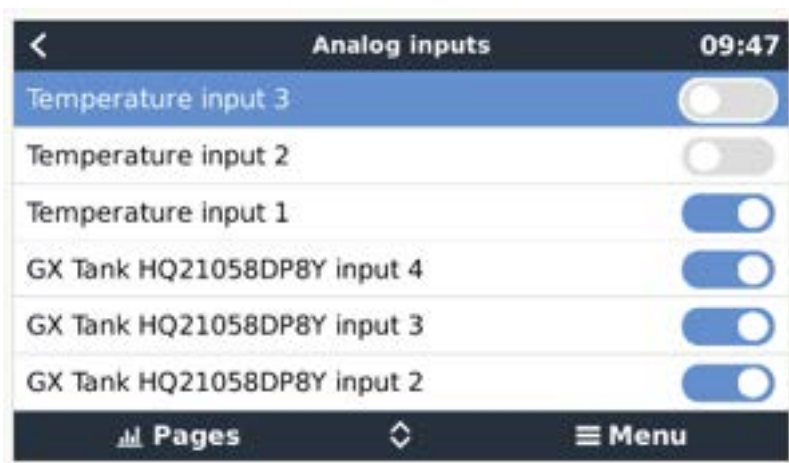 Analog inputs 09:47
Temperature input 3
Temperature input 2
Temperature input 1
GX Tank HQ21058DP8Y input 4
GX Tank HQ21058DP8Y input 3
GX Tank HQ21058DP8Y input 2
Pages Menu